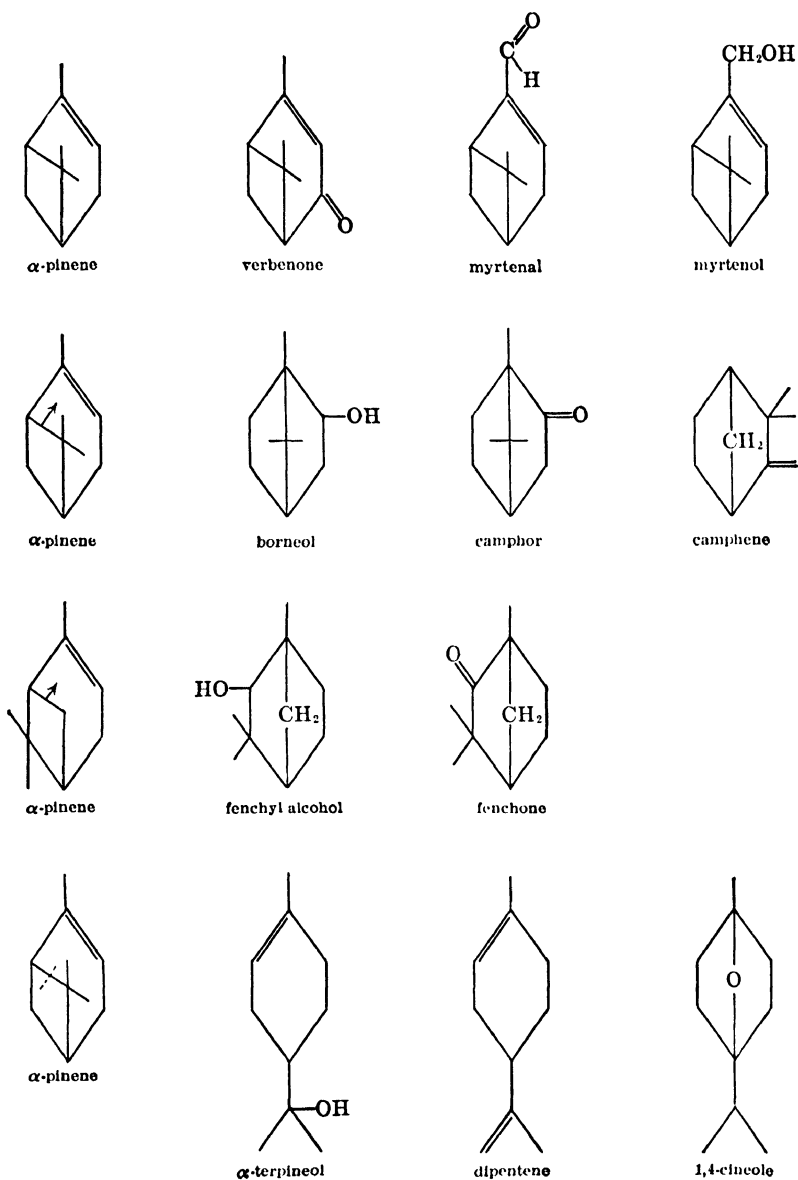 O
C
H
CH2OH
O
α-pinene verbenone myrtenal myrtenol
OH
O
CH2
α-pinene borneol camphor camphene
O
HO
CH2
CH2
α-pinene fenchyl alcohol fenchone
O
α-pinene
OH
α-terpineol dipentene 1,4-cineole